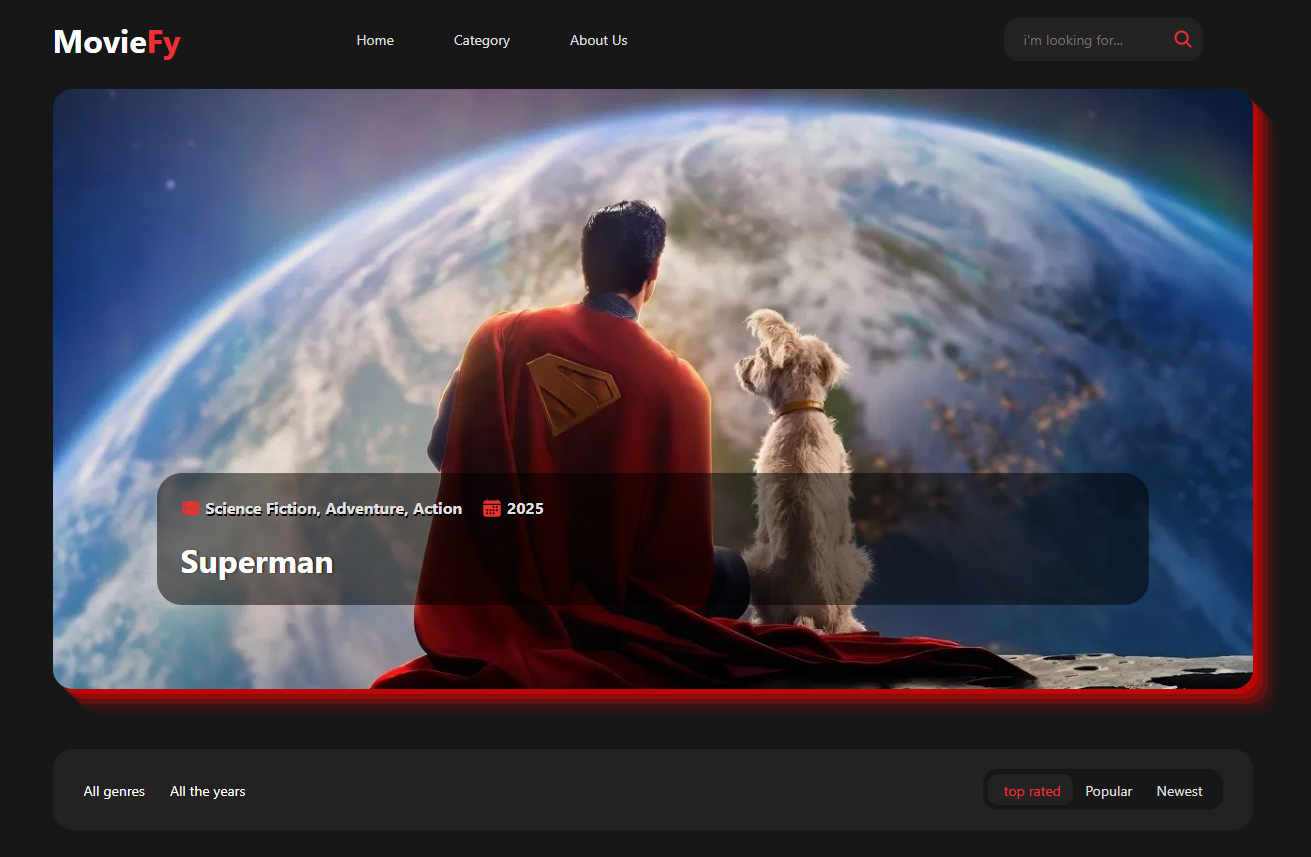 MovieFy
Home Category About Us
i'm looking for...
Science Fiction, Adventure, Action 2025
Superman
All genres All the years
top rated Popular Newest